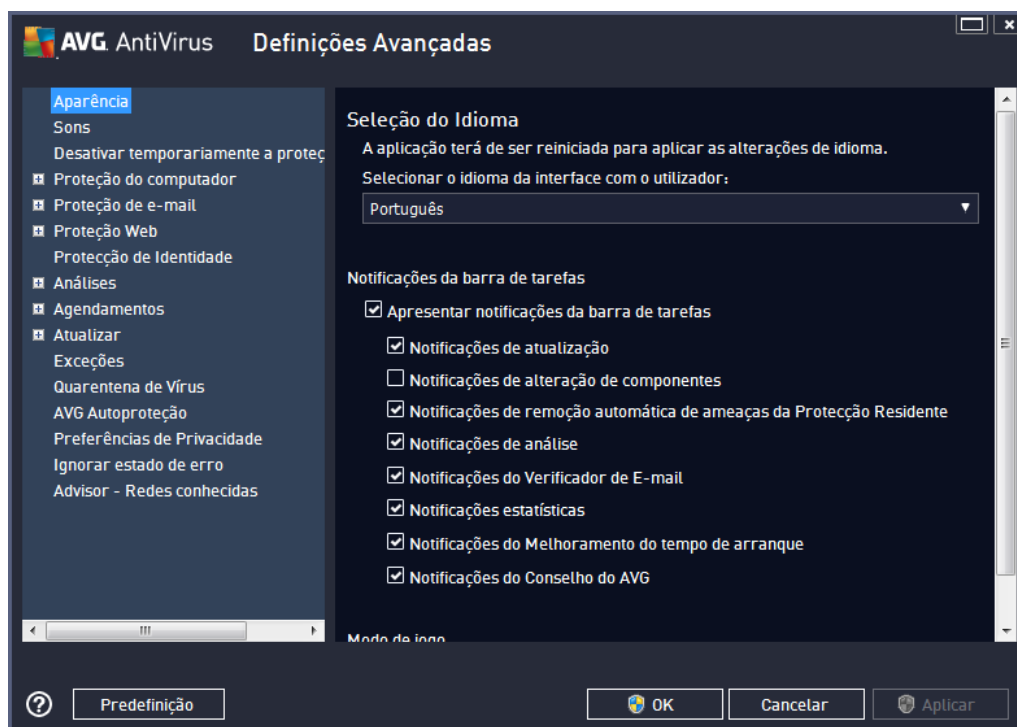 AVG. AntiVirus Definições Avançadas
Aparência
Sons
Desativar temporariamente a proteç
Proteção do computador
Proteção de e-mail
Proteção Web
Protecção de Identidade
Análises
Agendamentos
Atualizar
Exceções
Quarentena de Vírus
AVG Autoproteção
Preferências de Privacidade
Ignorar estado de erro
Advisor - Redes conhecidas
Seleção do Idioma
A aplicação terá de ser reiniciada para aplicar as alterações de idioma.
Selecionar o idioma da interface com o utilizador:
Português
Notificações da barra de tarefas
Apresentar notificações da barra de tarefas
Notificações de atualização
Notificações de alteração de componentes
Notificações de remoção automática de ameaças da Protecção Residente
Notificações de análise
Notificações do Verificador de E-mail
Notificações estatísticas
Notificações do Melhoramento do tempo de arranque
Notificações do Conselho do AVG
Modo de jogo
Predefinição
OK
Cancelar
Aplicar